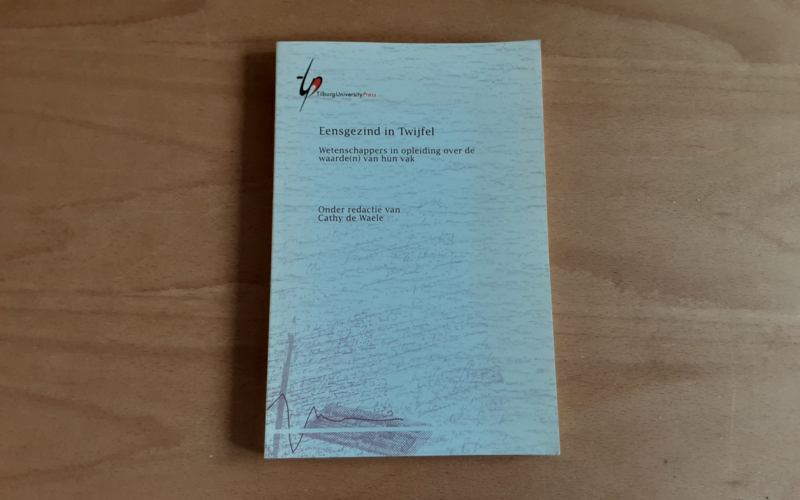 TilburgUniversityPress
Eensgezind in Twijfel
Wetenschappers in opleiding over de
waarde(n) van hun vak
Onder redactie van
Cathy de Waele